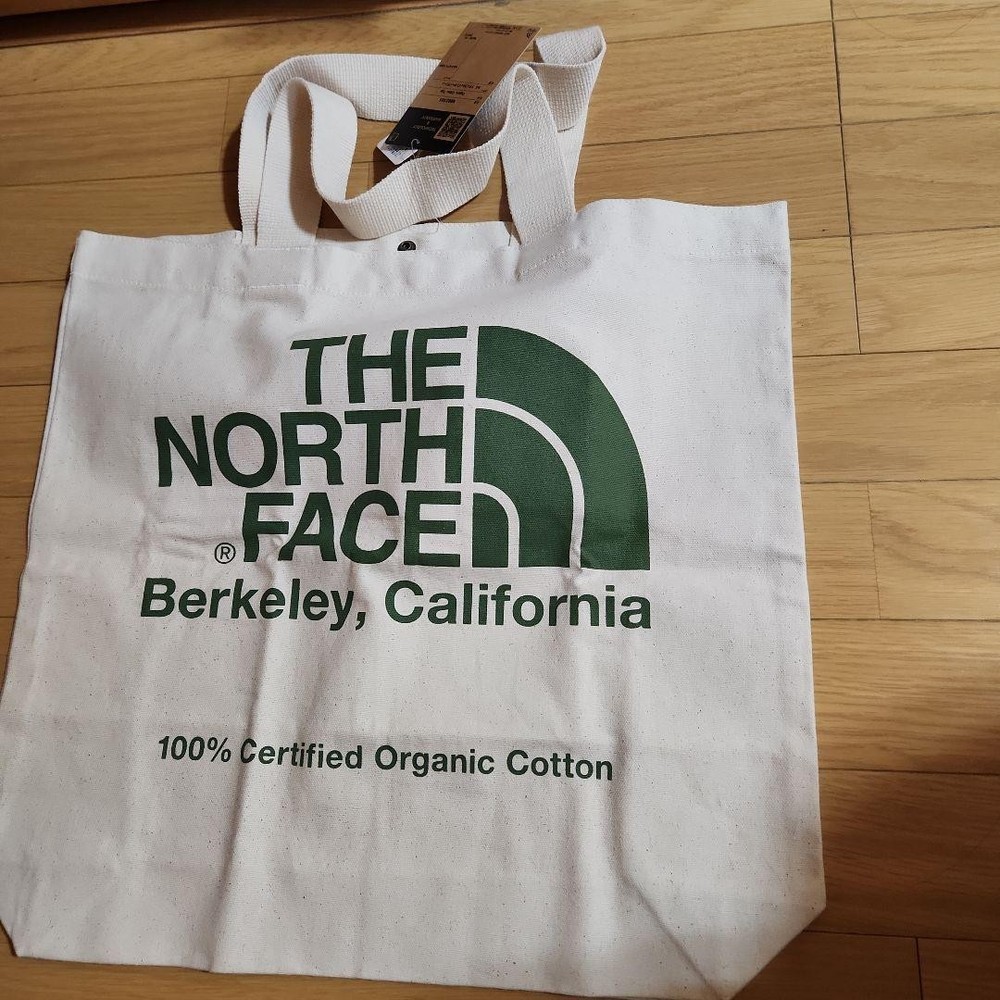 THE
NORTH
FACE
®
Berkeley, California
100% Certified Organic Cotton